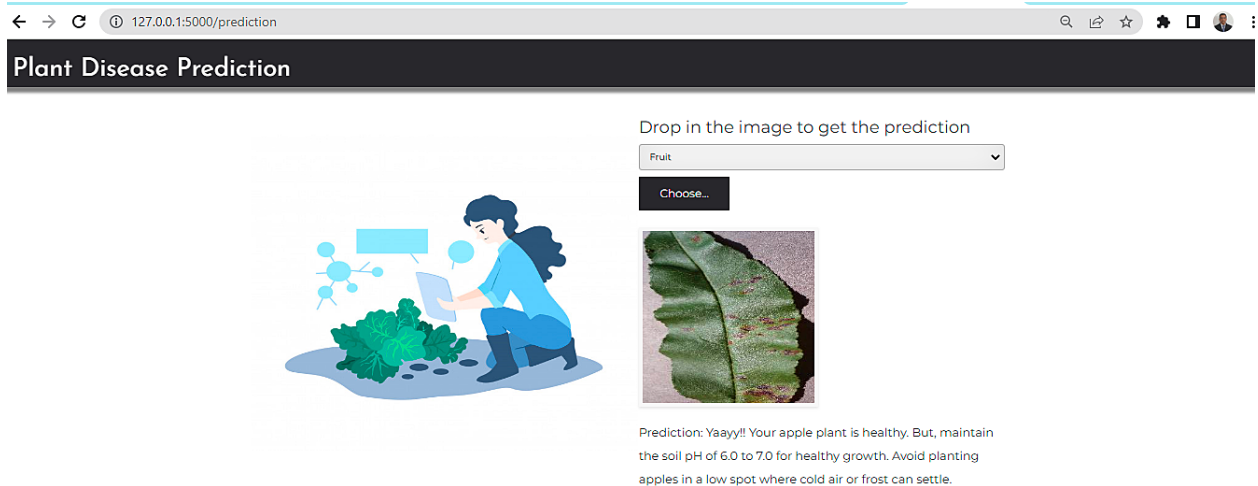 127.0.0.1:5000/prediction
Plant Disease Prediction
Drop in the image to get the prediction
Fruit
Choose...
Prediction: Yaayy!! Your apple plant is healthy. But, maintain
the soil pH of 6.0 to 7.0 for healthy growth. Avoid planting
apples in a low spot where cold air or frost can settle.